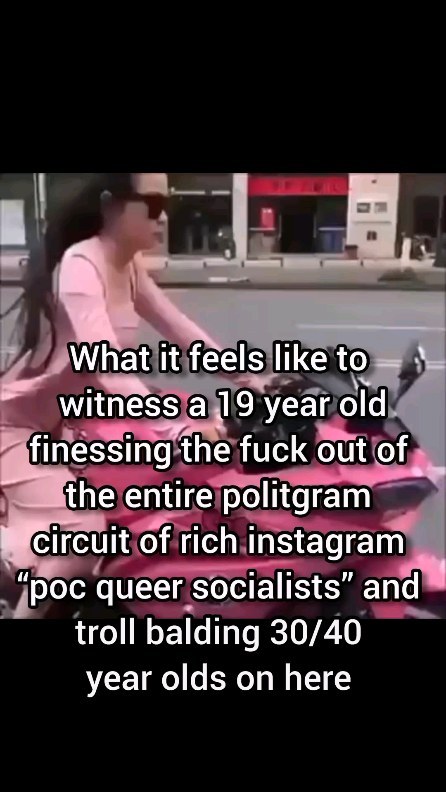 What it feels like to
witness a 19 year old
finessing the fuck out of
the entire politgram
circuit of rich instagram
“poc queer socialists” and
troll balding 30/40
year olds on here